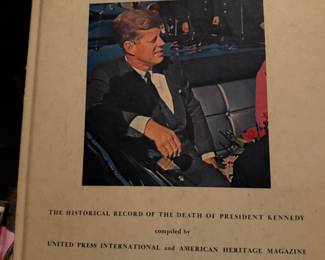 THE HISTORICAL RECORD OF THE DEATH OF PRESIDENT KENNEDY
compiled by
UNITED PRESS INTERNATIONAL and AMERICAN HERITAGE MAGAZINE